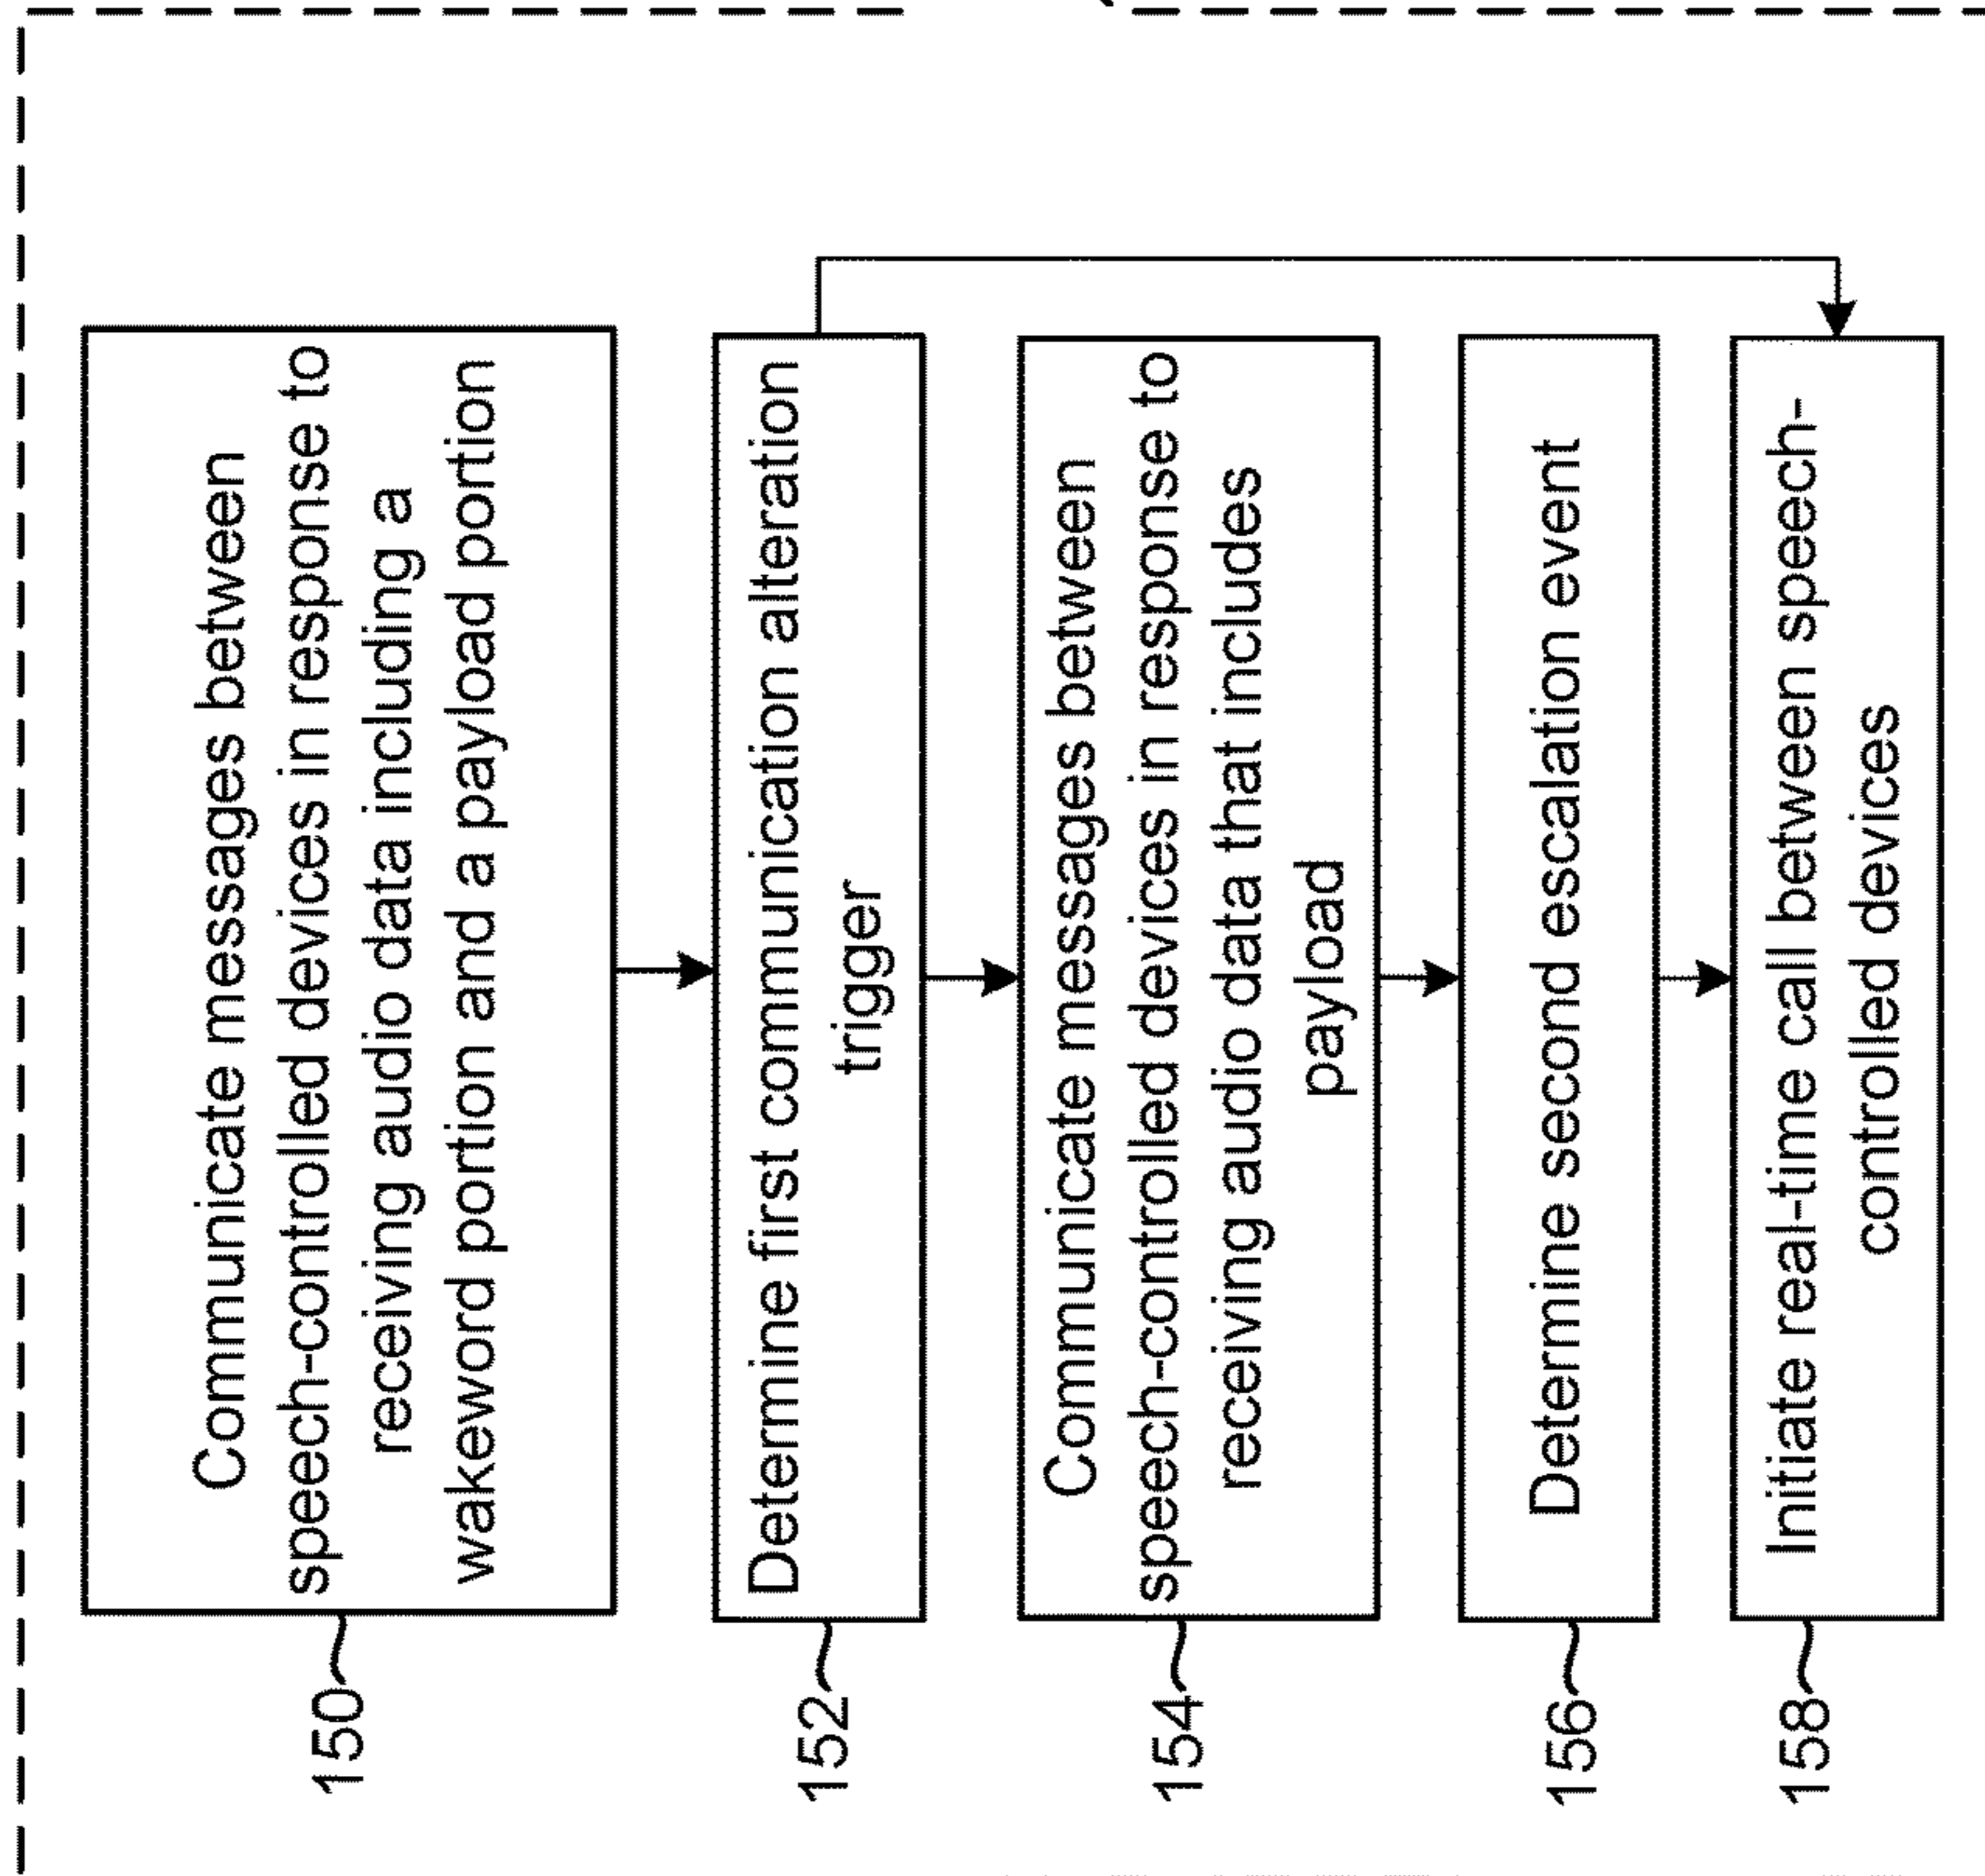 Communicate messages between
speech-controlled devices in response to
receiving audio data including a
wakeword portion and a payload portion
150
Determine first communication alteration
trigger
152
Communicate messages between
speech-controlled devices in response to
receiving audio data that includes
payload
154
Determine second escalation event
156
Initiate real-time call between speech-
controlled devices
158